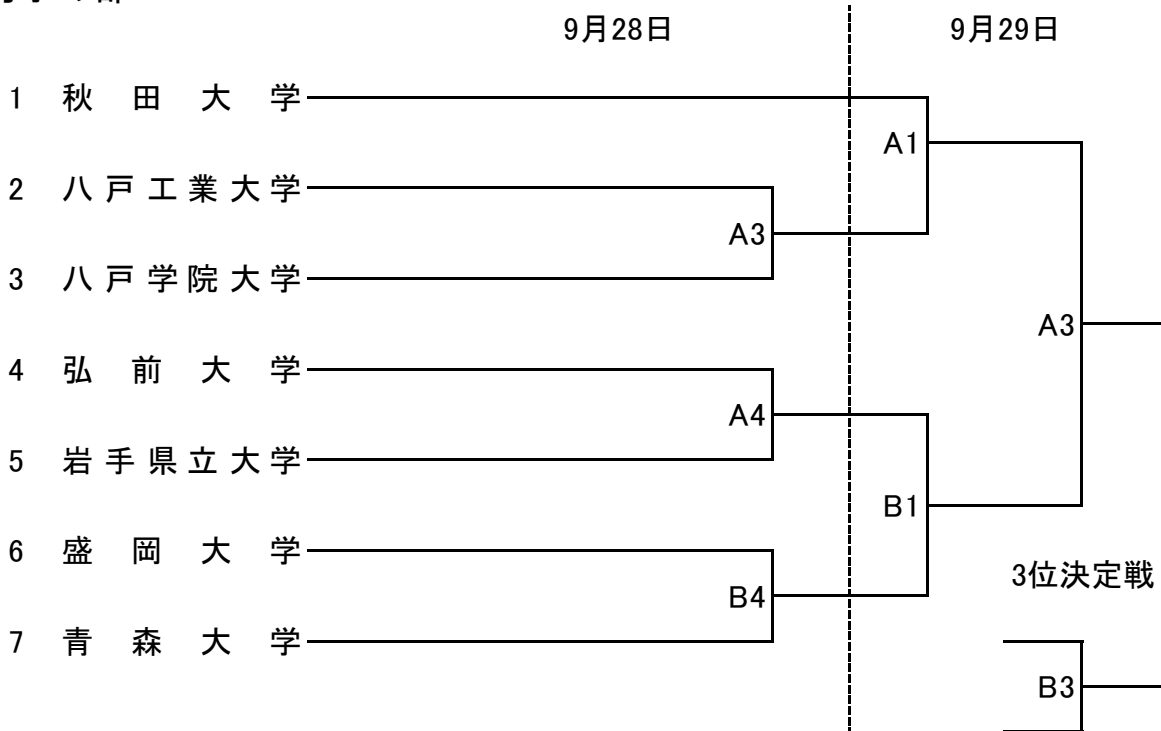 9月28日 9月29日
1 秋田大学
A1
2 八戸工業大学
A3
3 八戸学院大学
A3
4 弘前大学
A4
5 岩手県立大学
B1
6 盛岡大学
3位決定戦
B4
7 青森大学
B3